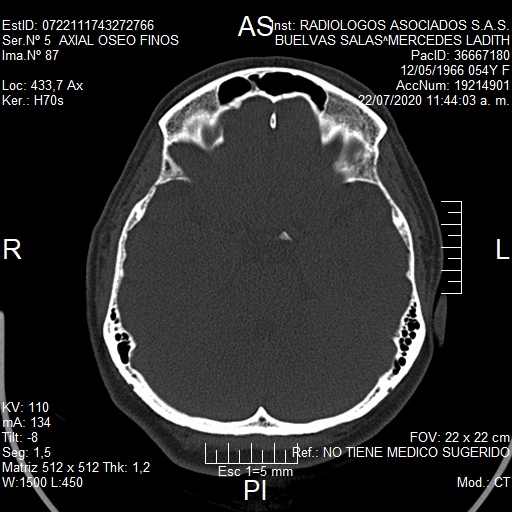 EstID: 0722111743272766
Ser.Nº 5 AXIAL OSEO FINOS
Ima.Nº 87
Loc: 433,7 Ax
Ker.: H70s
AS
Inst: RADIOLOGOS ASOCIADOS S.A.S.
BUELVAS SALAS^MERCEDES LADITH
PacID: 36667180
12/05/1966 054Y F
AccNum: 19214901
22/07/2020 11:44:03 a. m.
R
L
KV: 110
mA: 134
Tilt: -8
Seg: 1,5
Matriz 512 x 512 Thk: 1,2
W:1500 L:450
Esc 1=5 mm
PI
FOV: 22 x 22 cm
Ref.: NO TIENE MEDICO SUGERIDO
Mod.: CT